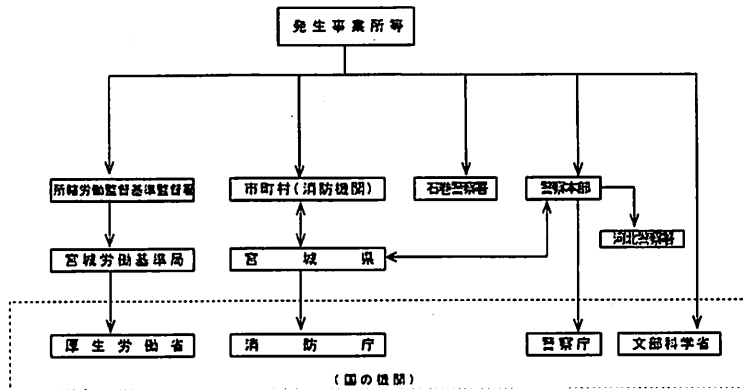 発生事業所等
所轄労働監督基準監督署
市町村(消防機関)
石巻警察署
警察本部
河北警察署
宮城労働基準局
宮城県
厚生労働省
消防庁
警察庁
文部科学省
(国の機関)